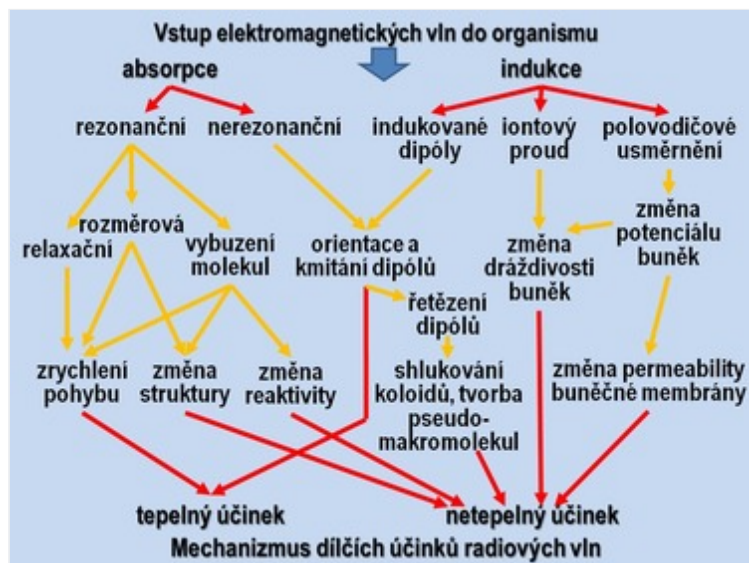 Vstup elektromagnetických vln do organismu
absorpce
indukce
rezonanční
nerezonanční
indukované
dipóly
iontový
proud
polovodičové
usměrnění
relaxační
rozměrová
vybuzení
molekul
orientace a
kmitání dipólů
změna
dráždivosti
buněk
změna
potenciálu
buněk
řetězení
dipólů
zrychlení
pohybu
změna
struktury
změna
reaktivity
shlukování
koloidů, tvorba
pseudo-
makromolekul
změna permeability
buněčné membrány
tepelný účinek
netepelný účinek
Mechanizmus dílčích účinků radiových vln